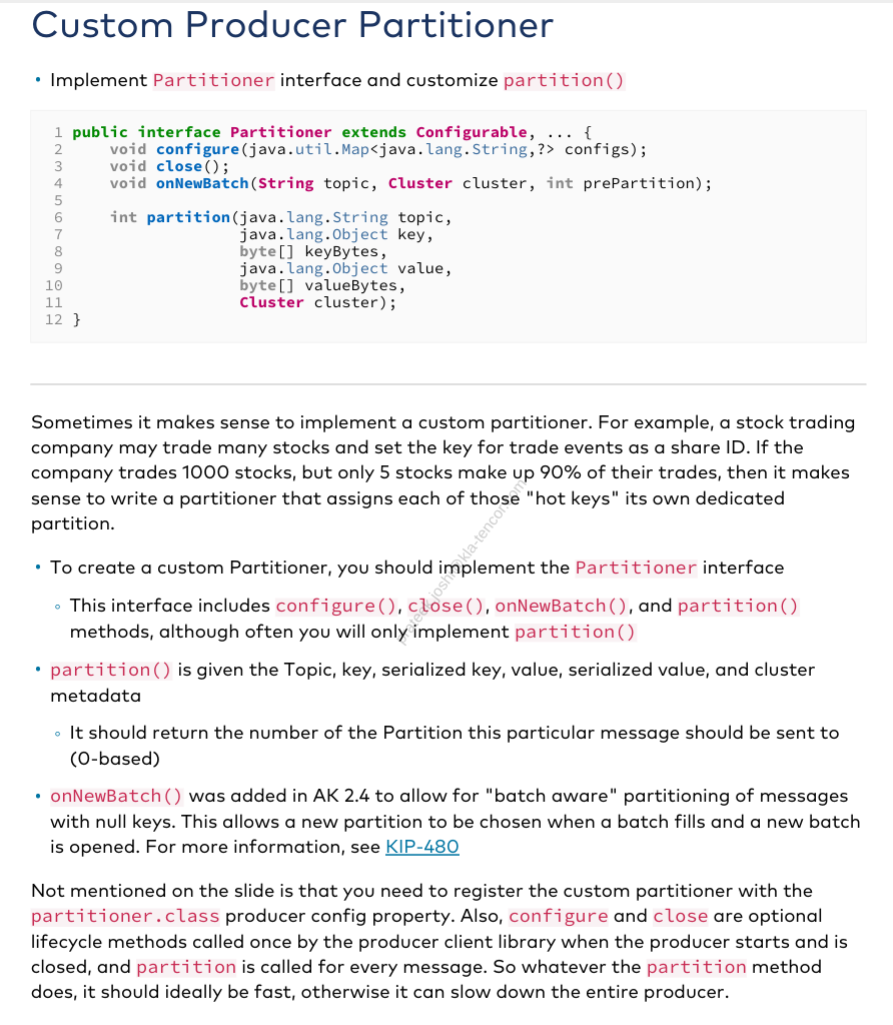 Custom Producer Partitioner
• Implement Partitioner interface and customize partition()
1 public interface Partitioner extends Configurable, ... {
2     void configure(java.util.Map<java.lang.String,?> configs);
3     void close();
4     void onNewBatch(String topic, Cluster cluster, int prePartition);
5
6     int partition(java.lang.String topic,
7                   java.lang.Object key,
8                   byte[] keyBytes,
9                   java.lang.Object value,
10                   byte[] valueBytes,
11                   Cluster cluster);
12 }
Sometimes it makes sense to implement a custom partitioner. For example, a stock trading
company may trade many stocks and set the key for trade events as a share ID. If the
company trades 1000 stocks, but only 5 stocks make up 90% of their trades, then it makes
sense to write a partitioner that assigns each of those "hot keys" its own dedicated
partition.
• To create a custom Partitioner, you should implement the Partitioner interface
◦ This interface includes configure(), close(), onNewBatch(), and partition()
methods, although often you will only implement partition()
• partition() is given the Topic, key, serialized key, value, serialized value, and cluster
metadata
◦ It should return the number of the Partition this particular message should be sent to
(0-based)
• onNewBatch() was added in AK 2.4 to allow for "batch aware" partitioning of messages
with null keys. This allows a new partition to be chosen when a batch fills and a new batch
is opened. For more information, see KIP-480
Not mentioned on the slide is that you need to register the custom partitioner with the
partitioner.class producer config property. Also, configure and close are optional
lifecycle methods called once by the producer client library when the producer starts and is
closed, and partition is called for every message. So whatever the partition method
does, it should ideally be fast, otherwise it can slow down the entire producer.